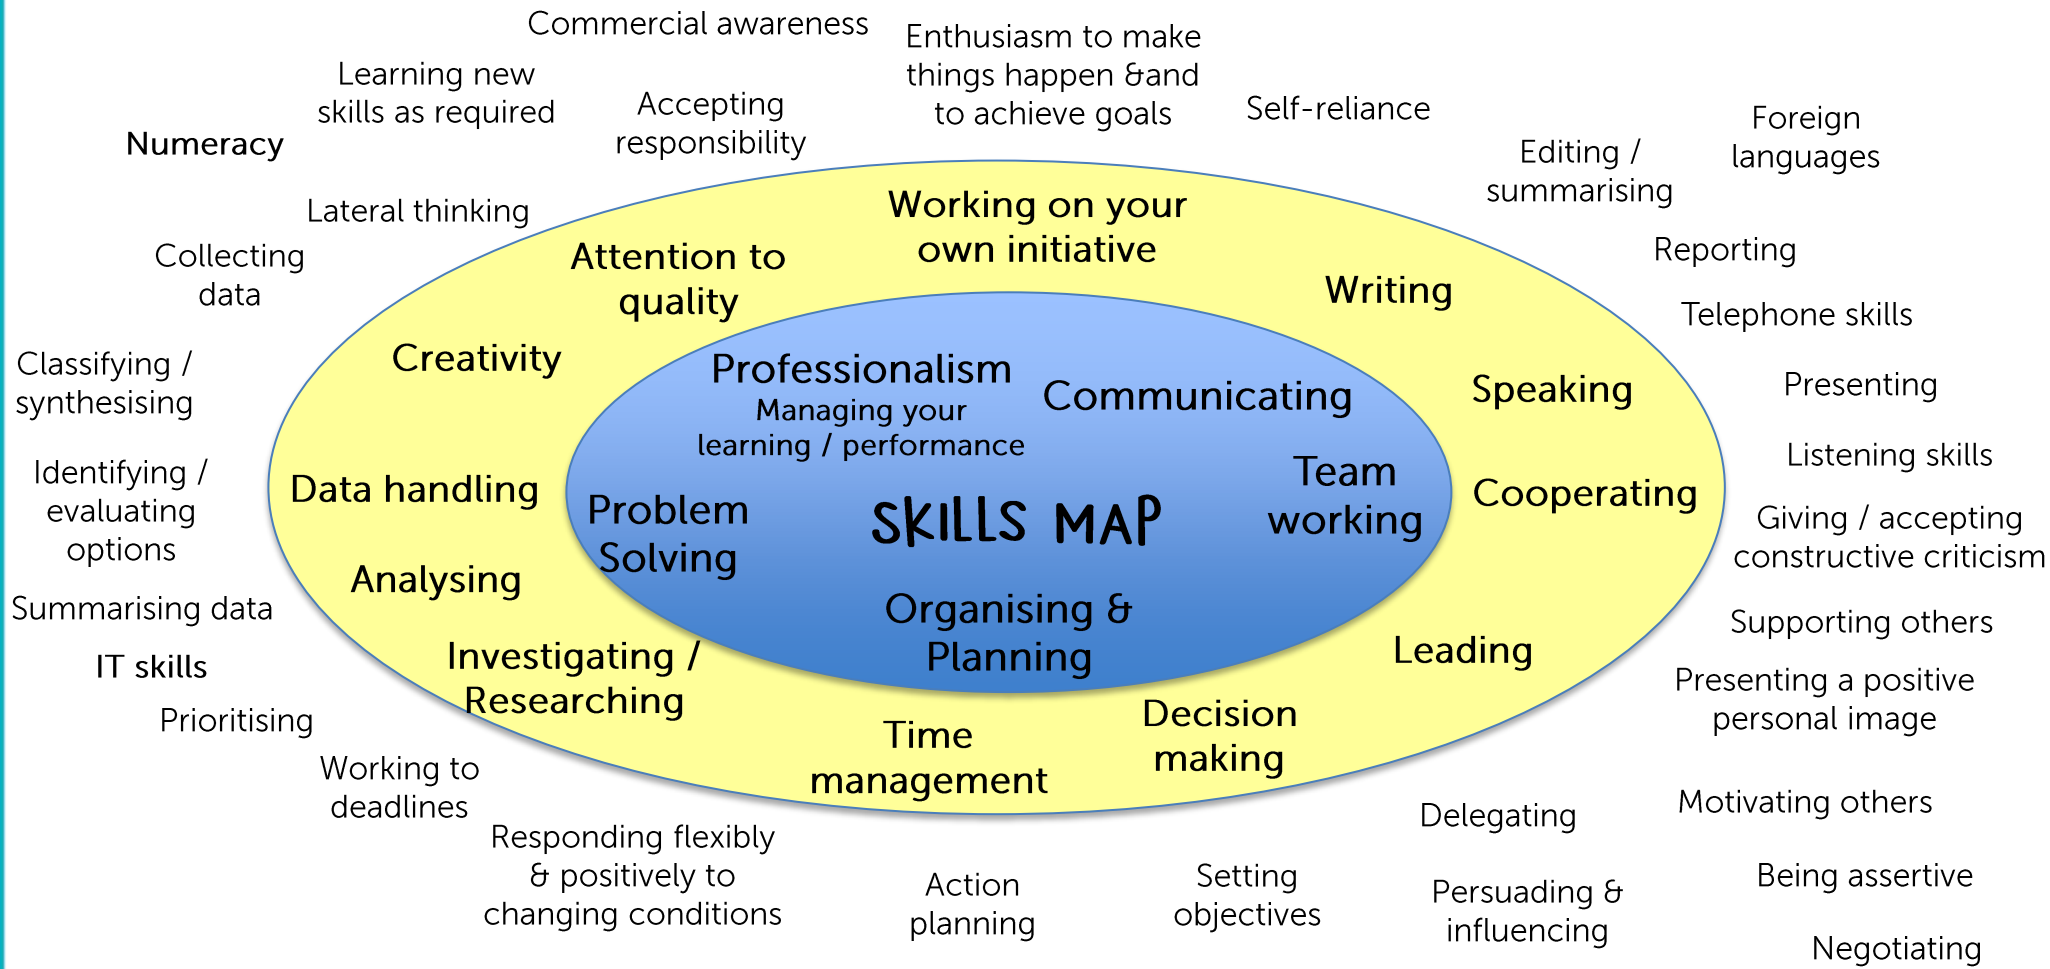 Commercial awareness
Enthusiasm to make
things happen &and
to achieve goals
Learning new
skills as required
Accepting
responsibility
Self-reliance
Foreign
languages
Numeracy
Editing /
summarising
Lateral thinking
Working on your
own initiative
Collecting
data
Attention to
quality
Reporting
Writing
Telephone skills
Classifying /
synthesising
Creativity
Professionalism
Managing your
learning / performance
Communicating
Speaking
Presenting
Listening skills
Identifying /
evaluating
options
Data handling
Problem
Solving
SKILLS MAP
Team
working
Cooperating
Giving / accepting
constructive criticism
Analysing
Summarising data
Organising &
Planning
Supporting others
IT skills
Investigating /
Researching
Leading
Presenting a positive
personal image
Prioritising
Time
management
Decision
making
Working to
deadlines
Motivating others
Delegating
Responding flexibly
& positively to
changing conditions
Action
planning
Setting
objectives
Persuading &
influencing
Being assertive
Negotiating